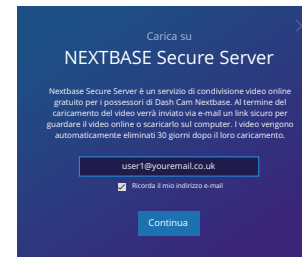 Carica su
NEXTBASE Secure Server
Nextbase Secure Server è un servizio di condivisione video online
gratuito per i possessori di Dash Cam Nextbase. Al termine del
caricamento del video verrà inviato via e-mail un link sicuro per
guardare il video online o scaricarlo sul computer. I video vengono
automaticamente eliminati 30 giorni dopo il loro caricamento.
user1@youremail.co.uk
Ricorda il mio indirizzo e-mail
Continua